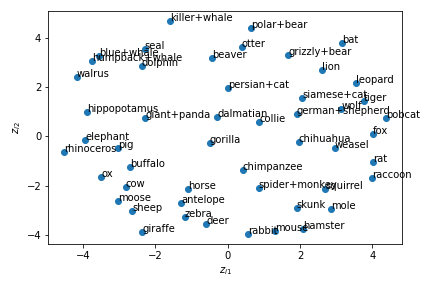 killer+whale
polar+bear
bat
otter
seal
blue+whale
grizzly+bear
beaver
humpback+whale
dolphin
lion
walrus
leopard
persian+cat
siamese+cat
tiger
wolf
hippopotamus
german+shepherd
giant+panda
dalmatian
bobcat
collie
fox
elephant
gorilla
chihuahua
pig
weasel
rhinoceros
rat
buffalo
chimpanzee
ox
raccoon
cow
horse
spider+monkey
squirrel
moose
antelope
sheep
skunk
mole
zebra
deer
giraffe
rabbit
mouse
hamster
4
2
0
−2
−4
−4
−2
0
2
4
z_{i2}
z_{i1}